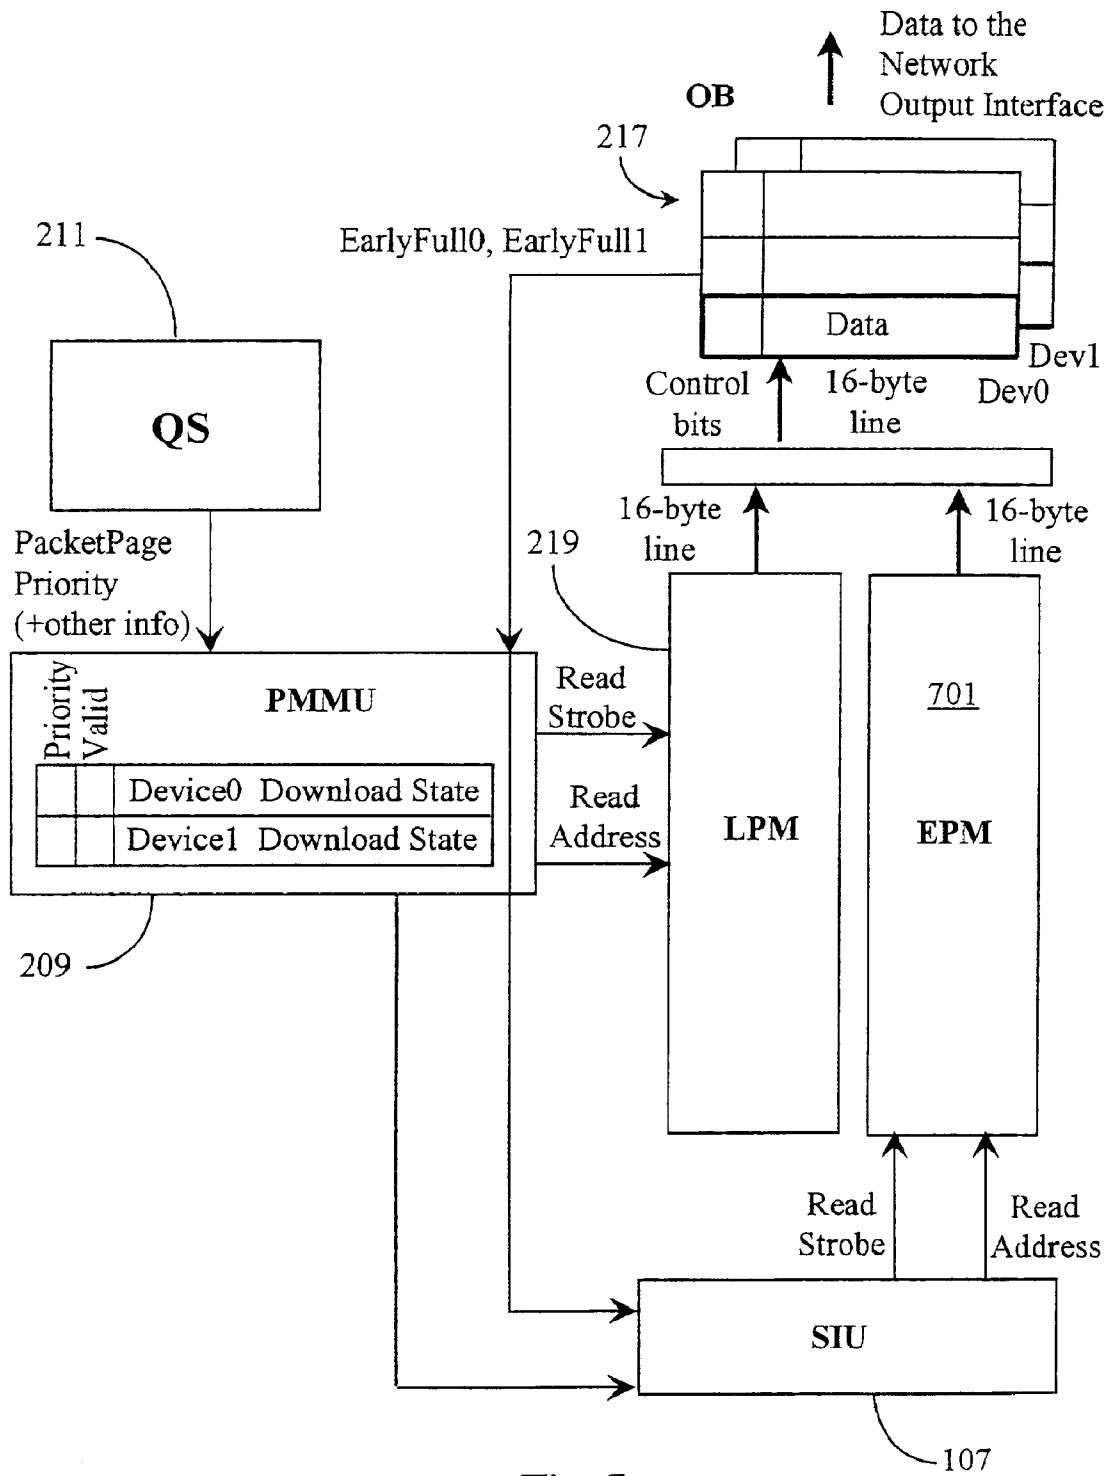 Data to the
Network
Output Interface
OB
217
211
EarlyFull0, EarlyFull1
Data
Dev1
Dev0
Control
bits
16-byte
line
QS
16-byte
line
16-byte
line
219
PacketPage
Priority
(+other info)
Priority
Valid
PMMU
Read
Strobe
701
Device0 Download State
Device1 Download State
Read
Address
LPM
EPM
209
Read
Strobe
Read
Address
SIU
107